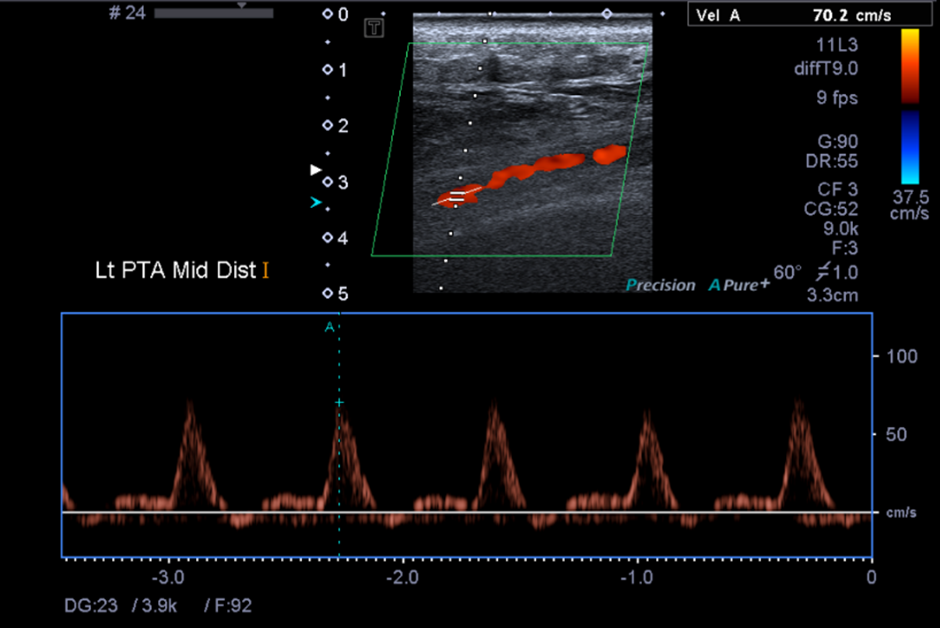 # 24
Vel A 70.2 cm/s
T
0
1
2
3
4
5
11L3
diffT9.0
9 fps
G:90
DR:55
CF 3
CG:52
9.0k
F:3
60° 1.0
3.3cm
37.5
cm/s
Lt PTA Mid Dist I
Precision A Pure+
A
100
50
cm/s
-3.0 -2.0 -1.0 0
DG:23 / 3.9k / F:92